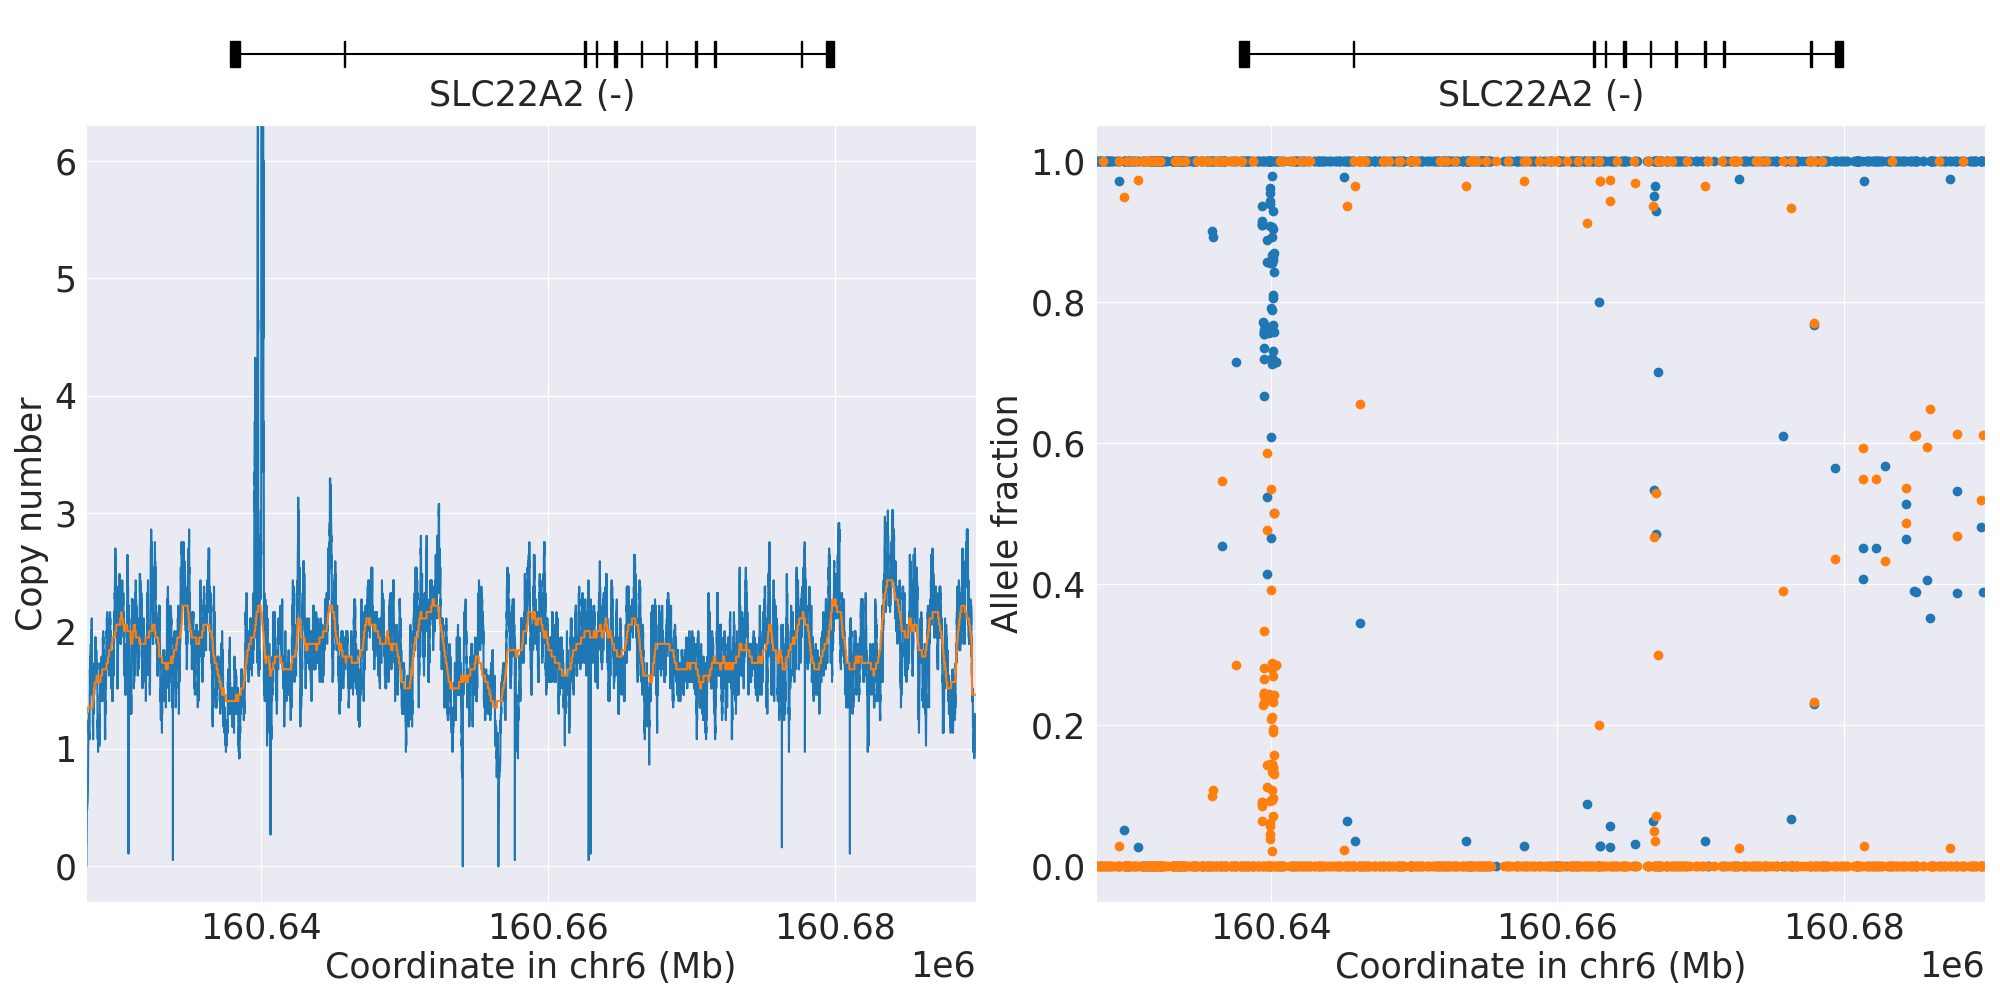 SLC22A2 (-)
6
5
4
3
2
1
0
Copy number
160.64
160.66
160.68
Coordinate in chr6 (Mb)
1e6
SLC22A2 (-)
1.0
0.8
0.6
0.4
0.2
0.0
Allele fraction
160.64
160.66
160.68
Coordinate in chr6 (Mb)
1e6